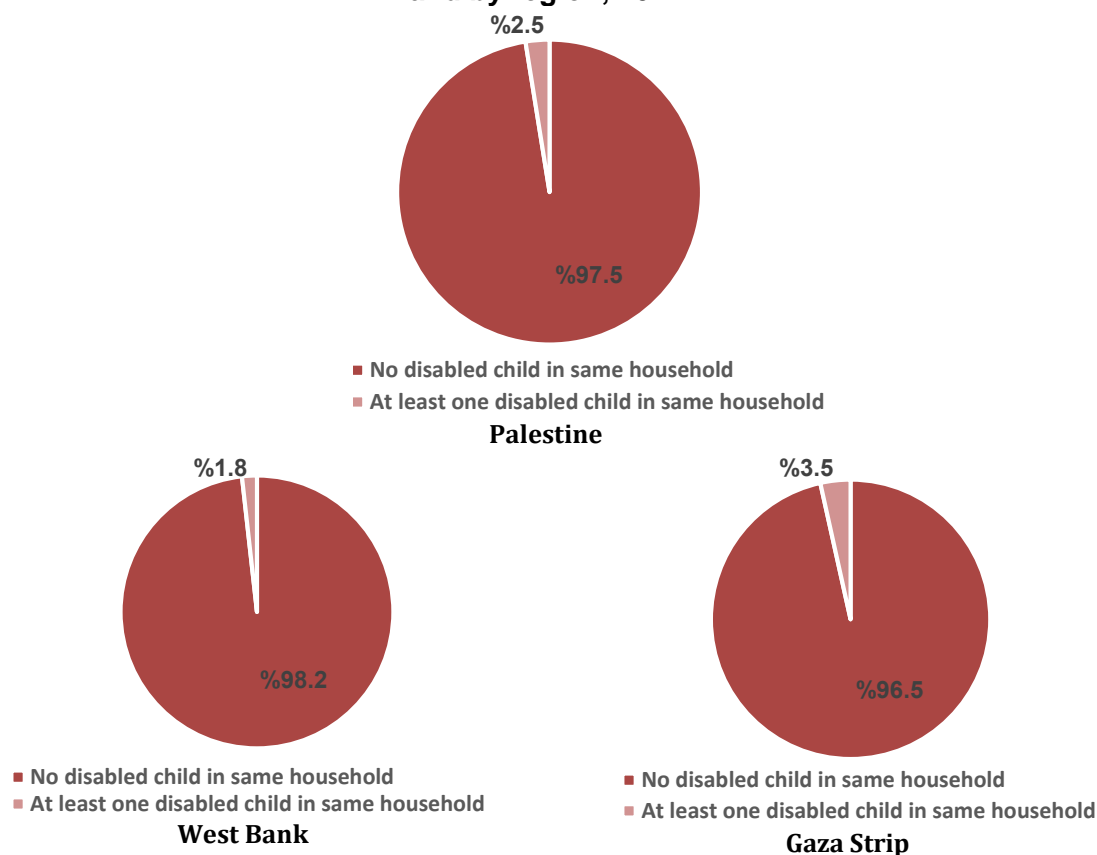 %2.5
%97.5
No disabled child in same household
At least one disabled child in same household
Palestine
%1.8
%98.2
No disabled child in same household
At least one disabled child in same household
West Bank
%3.5
%96.5
No disabled child in same household
At least one disabled child in same household
Gaza Strip